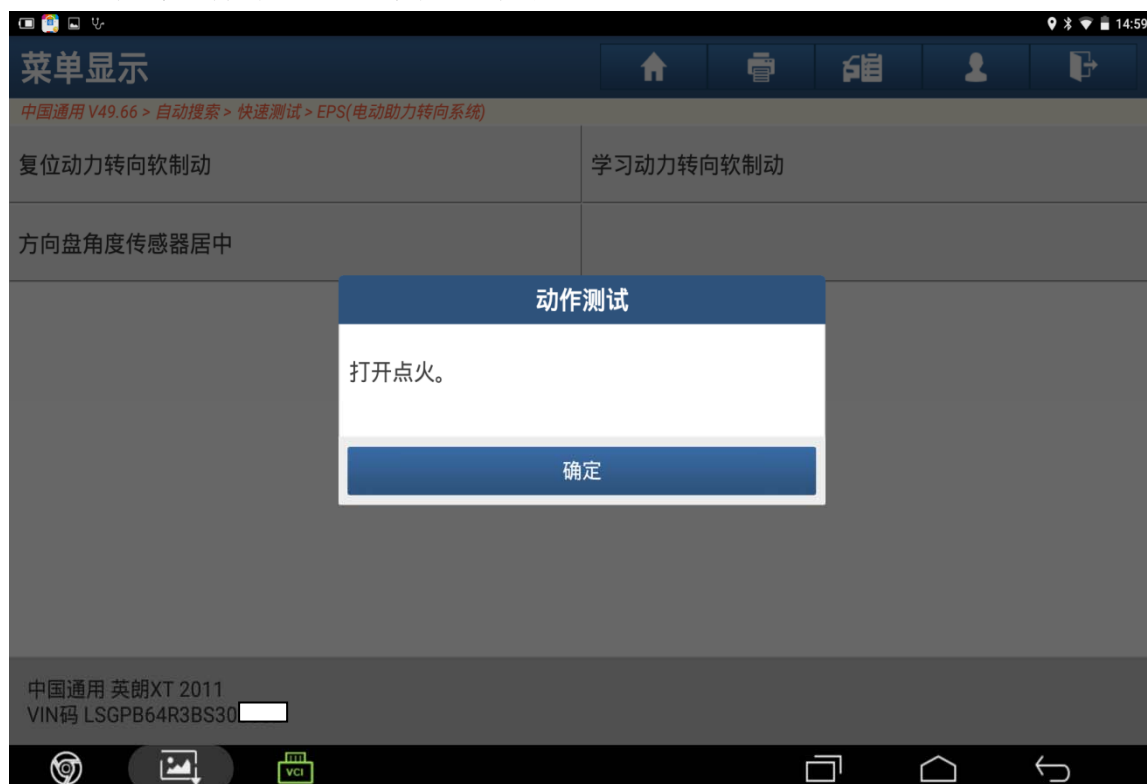 14:59
菜单显示
中国通用 V49.66 > 自动搜索 > 快速测试 > EPS(电动助力转向系统)
复位动力转向软制动
学习动力转向软制动
方向盘角度传感器居中
动作测试
打开点火。
确定
中国通用 英朗XT 2011
VIN码 LSGPB64R3BS30
VCI